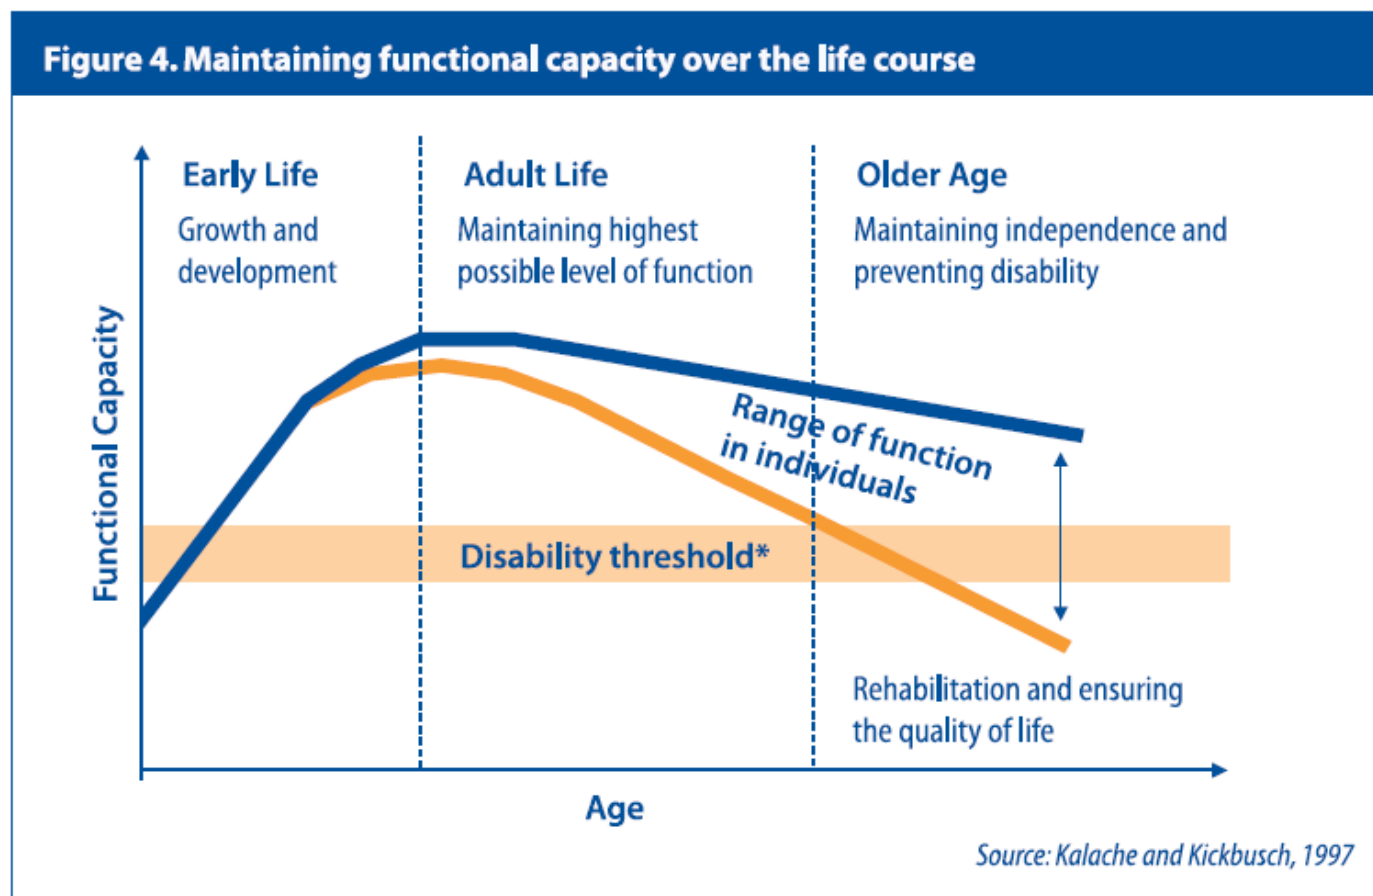 Figure 4. Maintaining functional capacity over the life course
Early Life
Growth and
development
Adult Life
Maintaining highest
possible level of function
Older Age
Maintaining independence and
preventing disability
Functional Capacity
Range of function
in individuals
Disability threshold*
Rehabilitation and ensuring
the quality of life
Age
Source: Kalache and Kickbusch, 1997